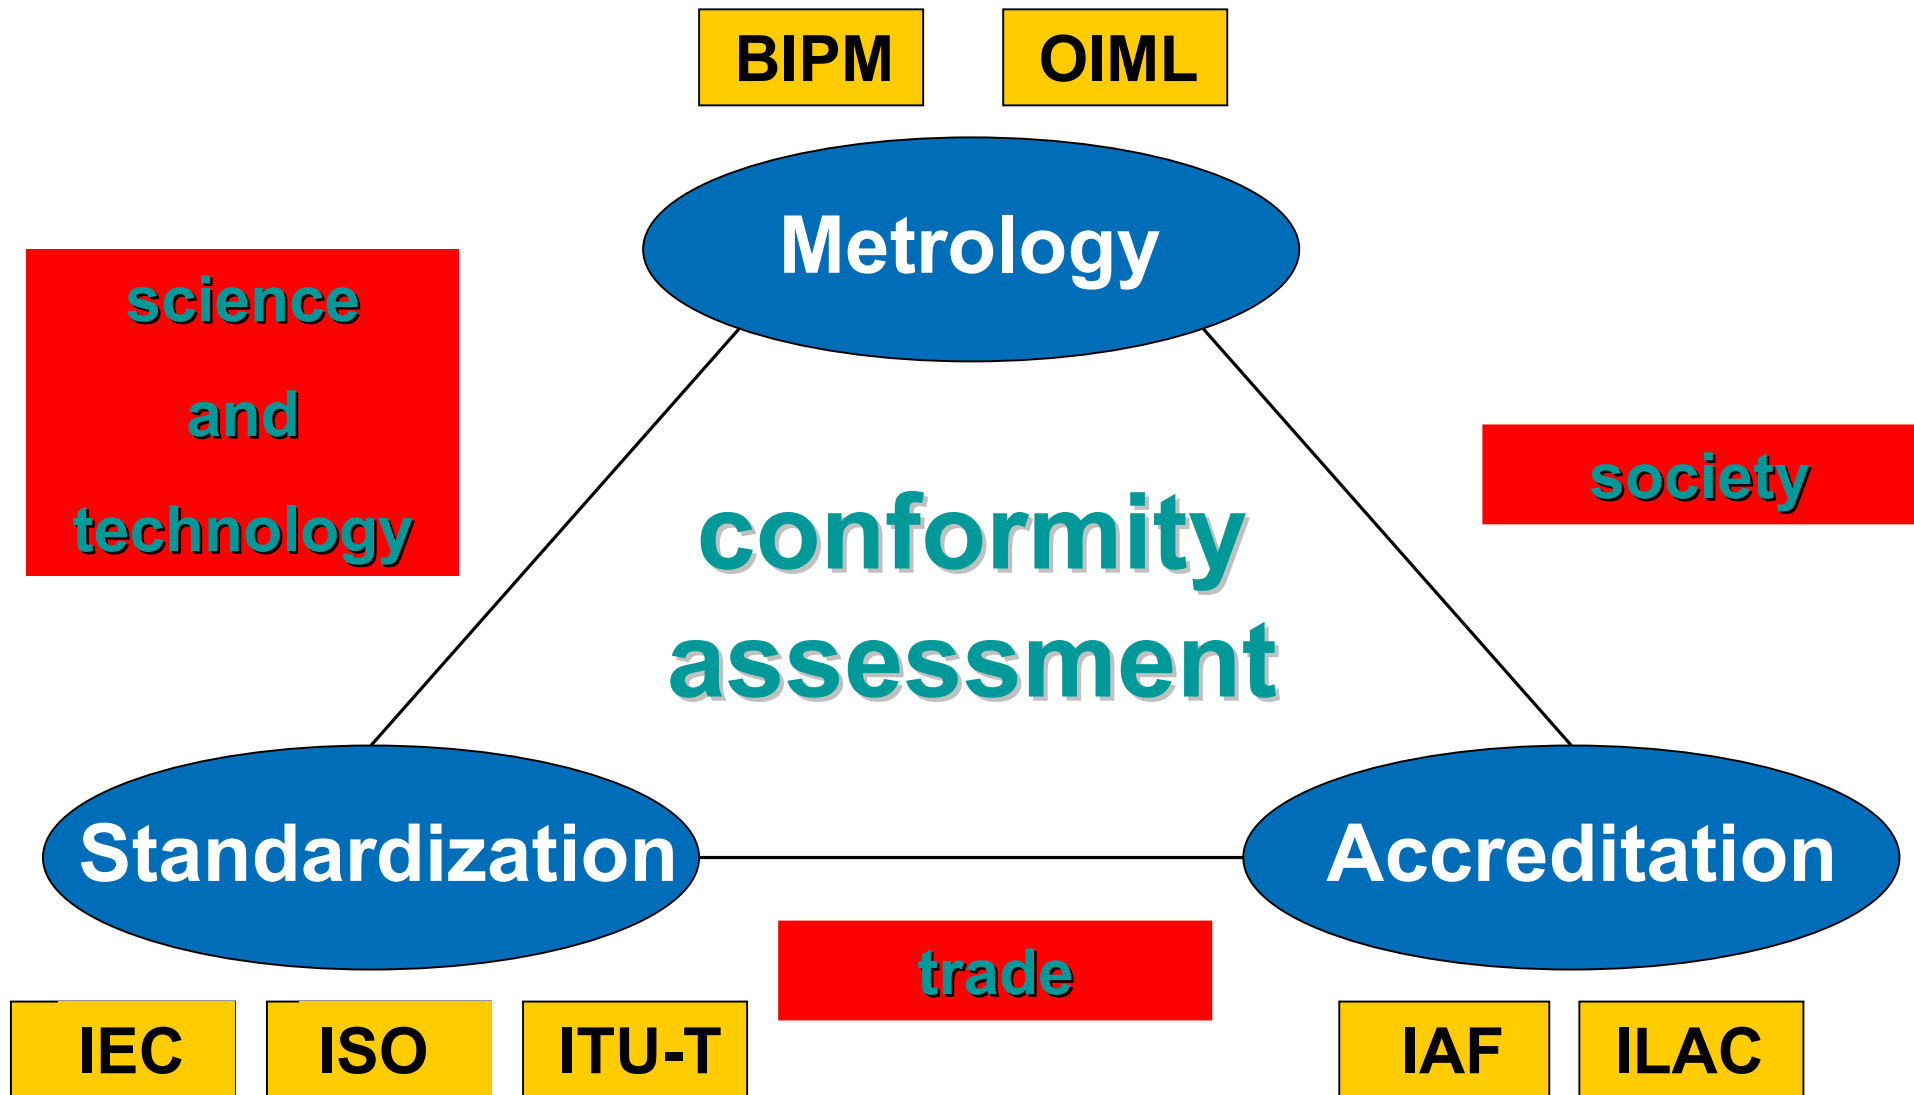 BIPM OIML
Metrology
science
and
technology
society
conformity
assessment
Standardization Accreditation
trade
IEC ISO ITU-T IAF ILAC